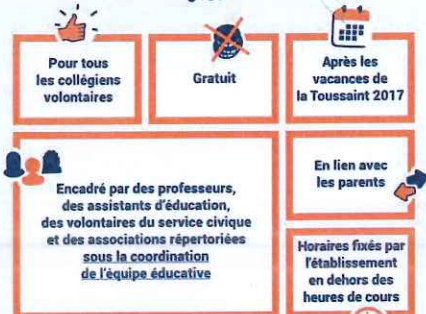 Pour tous
les collégiens
volontaires
Gratuit
Après les
vacances de
la Toussaint 2017
Encadré par des professeurs,
des assistants d'éducation,
des volontaires du service civique
et des associations répertoriées
sous la coordination
de l'équipe éducative
En lien avec
les parents
Horaires fixés par
l'établissement
en dehors des
heures de cours